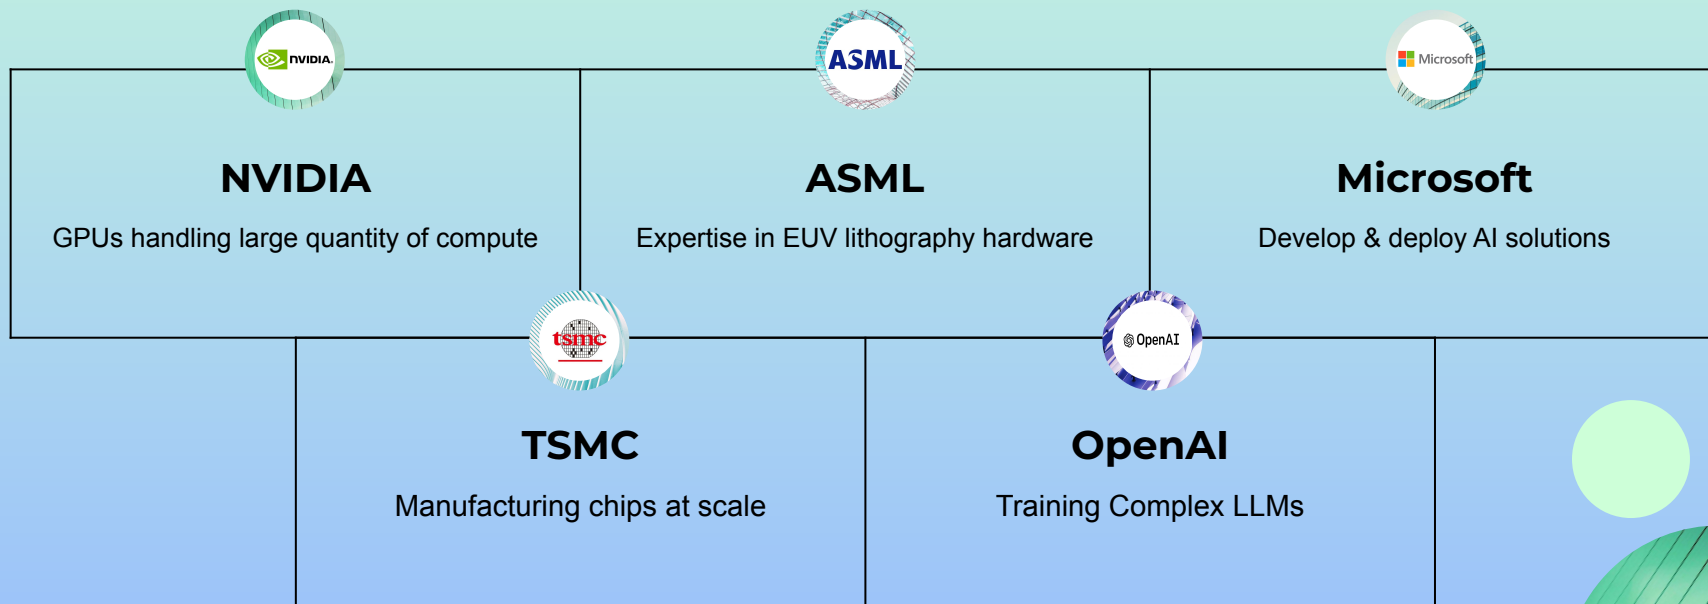 NVIDIA.
ASML
Microsoft
NVIDIA
ASML
Microsoft
GPUs handling large quantity of compute
Expertise in EUV lithography hardware
Develop & deploy AI solutions
tsmc
OpenAI
TSMC
OpenAI
Manufacturing chips at scale
Training Complex LLMs